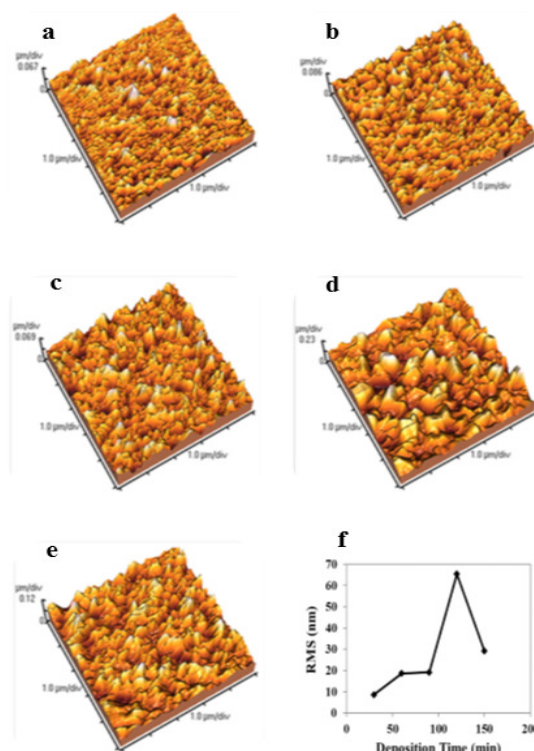 a
µm/div
0.067
0
1.0 µm/div
1.0 µm/div
b
µm/div
0.086
0
1.0 µm/div
1.0 µm/div
c
µm/div
0.069
0
1.0 µm/div
1.0 µm/div
d
µm/div
0.23
0
1.0 µm/div
1.0 µm/div
e
µm/div
0.12
0
1.0 µm/div
1.0 µm/div
f
RMS (nm)
70
60
50
40
30
20
10
0
0 50 100 150 200
Deposition Time (min)